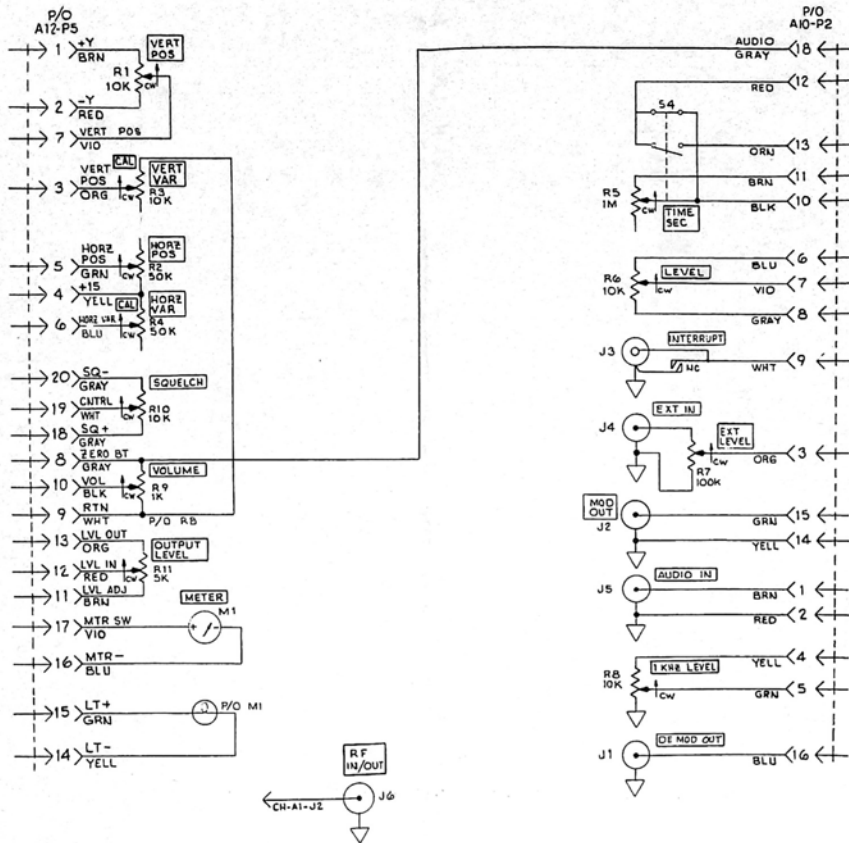 P/O
A12-P5
1 +Y
BRN
VERT
POS
R1
10K
CW
2 -Y
RED
7 VERT POS
VIO
CAL
3 VERT
POS
ORG
CW
VERT
VAR
R3
10K
5 HORZ
POS
GRN
CW
HORZ
POS
R2
50K
4 +15
YELL
CAL
6 HORZ VAR
BLU
CW
HORZ
VAR
R4
50K
20 SQ-
GRAY
SQUELCH
19 CNTRL
WHT
CW
R10
10K
18 SQ+
GRAY
8 ZERO BT
GRAY
VOLUME
10 VOL
BLK
CW
R9
1K
9 RTN
WHT
P/O R8
13 LVL OUT
ORG
OUTPUT
LEVEL
12 LVL IN
RED
CW
R11
5K
11 LVL ADJ
BRN
METER
M1
17 MTR SW
VIO
+ -
16 MTR-
BLU
15 LT+
GRN
P/O M1
14 LT-
YELL
RF
IN/OUT
CH-A1-J2
J6
P/O
A10-P2
AUDIO
GRAY
18
12
RED
S4
13
ORN
11
BRN
R5
1M
CW
BLK
10
TIME
SEC
6
BLU
LEVEL
R6
10K
CW
VIO
7
GRAY
8
INTERRUPT
J3
NC
WHT
9
EXT IN
J4
EXT
LEVEL
CW
R7
100K
ORG
3
MOD
OUT
J2
GRN
15
YELL
14
AUDIO IN
J5
BRN
1
RED
2
YELL
4
1 KHZ LEVEL
R8
10K
CW
GRN
5
DE MOD OUT
J1
BLU
16